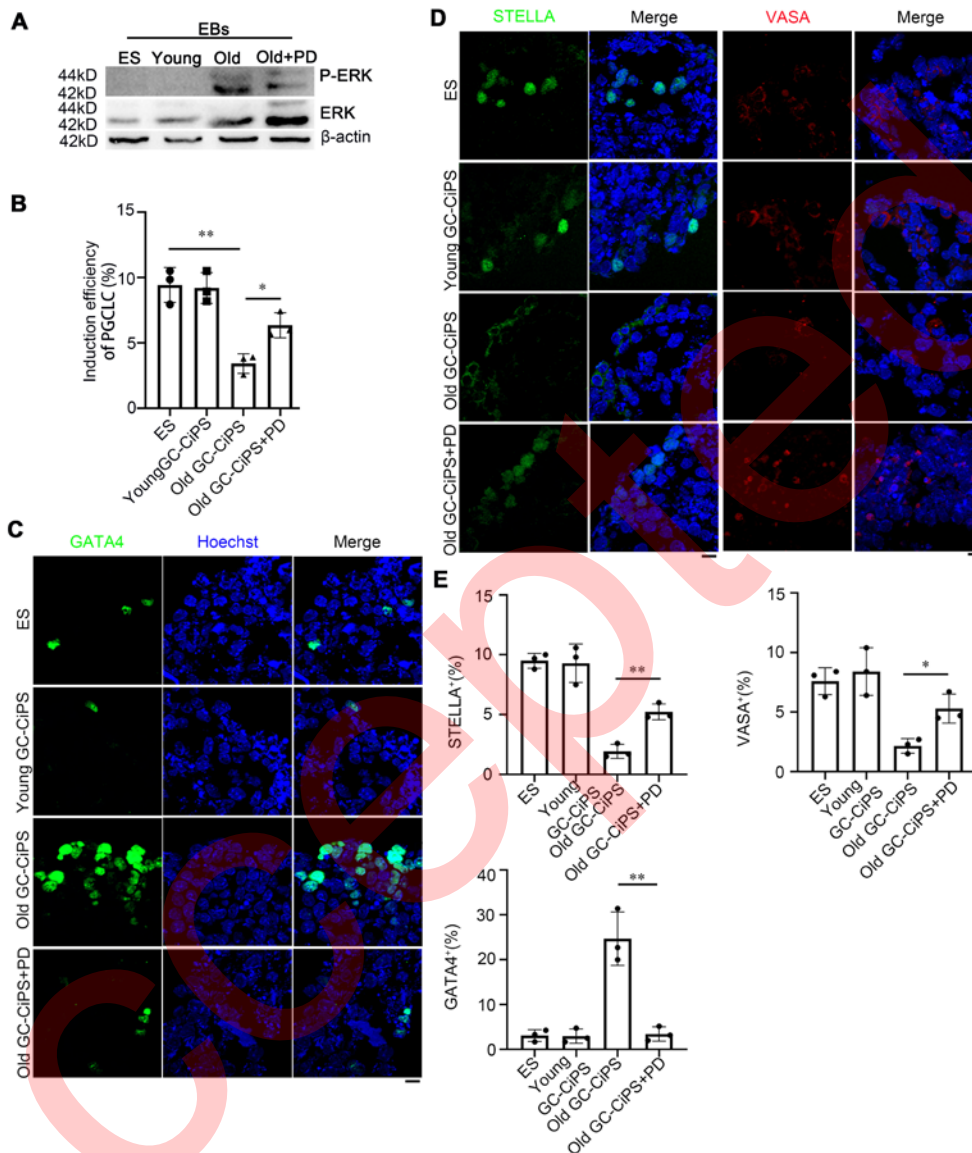 A
EBs
ES Young Old Old+PD
44kD
42kD
P-ERK
44kD
42kD
ERK
42kD
β-actin
B
Induction efficiency
of PGCLC (%)
15
10
5
0
**
*
ES
YoungGC-CiPS
Old GC-CiPS
Old GC-CiPS+PD
C
GATA4 Hoechst Merge
ES
Young GC-CiPS
Old GC-CiPS
Old GC-CiPS+PD
D
STELLA Merge VASA Merge
ES
Young GC-CiPS
Old GC-CiPS
Old GC-CiPS+PD
E
STELLA⁺(%)
15
10
5
0
**
ES
Young
GC-CiPS
Old GC-CiPS
Old GC-CiPS+PD
VASA⁺(%)
15
10
5
0
*
ES
Young
GC-CiPS
Old GC-CiPS
Old GC-CiPS+PD
GATA4⁺(%)
40
30
20
10
0
**
ES
Young
GC-CiPS
Old GC-CiPS
Old GC-CiPS+PD
ccepted